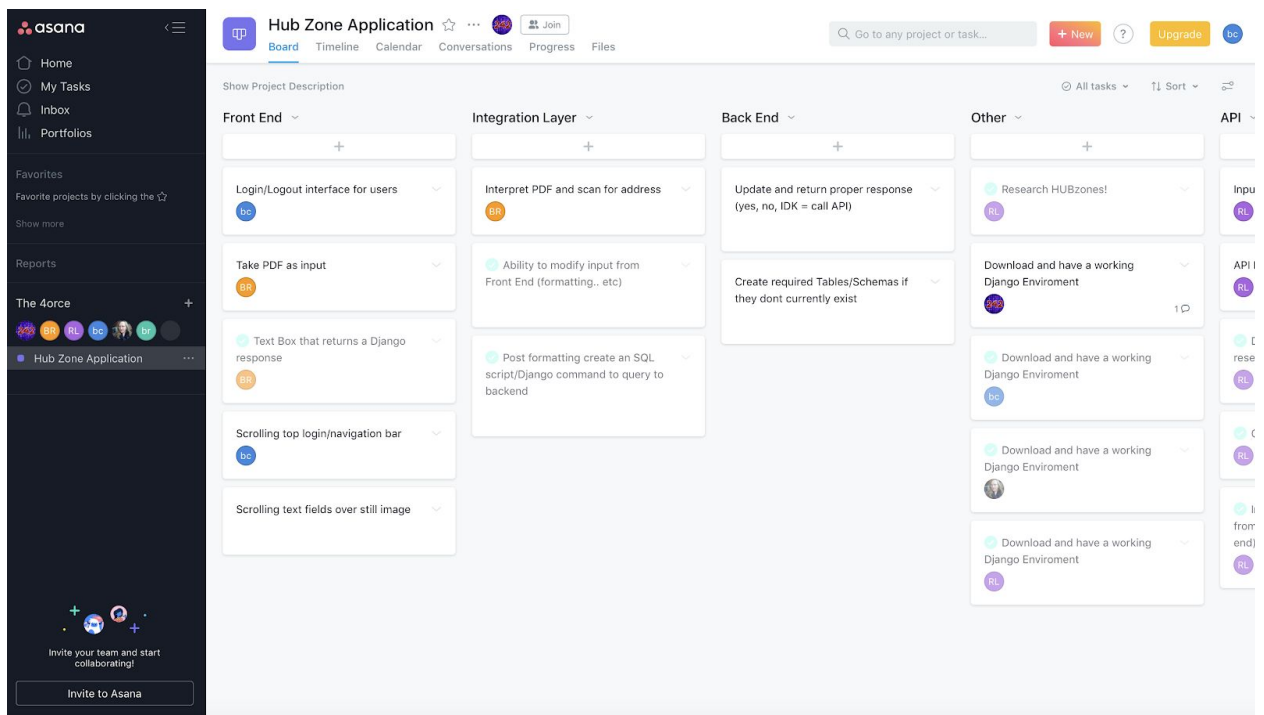 asana
Home
My Tasks
Inbox
Portfolios
Favorites
Favorite projects by clicking the
Show more
Reports
The 4orce
+
BR RL bc br
Hub Zone Application
...
Invite your team and start
collaborating!
Invite to Asana
Hub Zone Application
...
Join
Board Timeline Calendar Conversations Progress Files
Go to any project or task...
+ New
?
Upgrade
bc
Show Project Description
All tasks
Sort
Front End
+
Login/Logout interface for users
bc
Take PDF as input
BR
Text Box that returns a Django
response
BR
Scrolling top login/navigation bar
bc
Scrolling text fields over still image
Integration Layer
+
Interpret PDF and scan for address
BR
Ability to modify input from
Front End (formatting.. etc)
Post formatting create an SQL
script/Django command to query to
backend
Back End
+
Update and return proper response
(yes, no, IDK = call API)
Create required Tables/Schemas if
they dont currently exist
Other
+
Research HUBzones!
RL
Download and have a working
Django Enviroment
1
Download and have a working
Django Enviroment
bc
Download and have a working
Django Enviroment
Download and have a working
Django Enviroment
RL
API
RL
API
RL
RL
RL
from
end)
RL